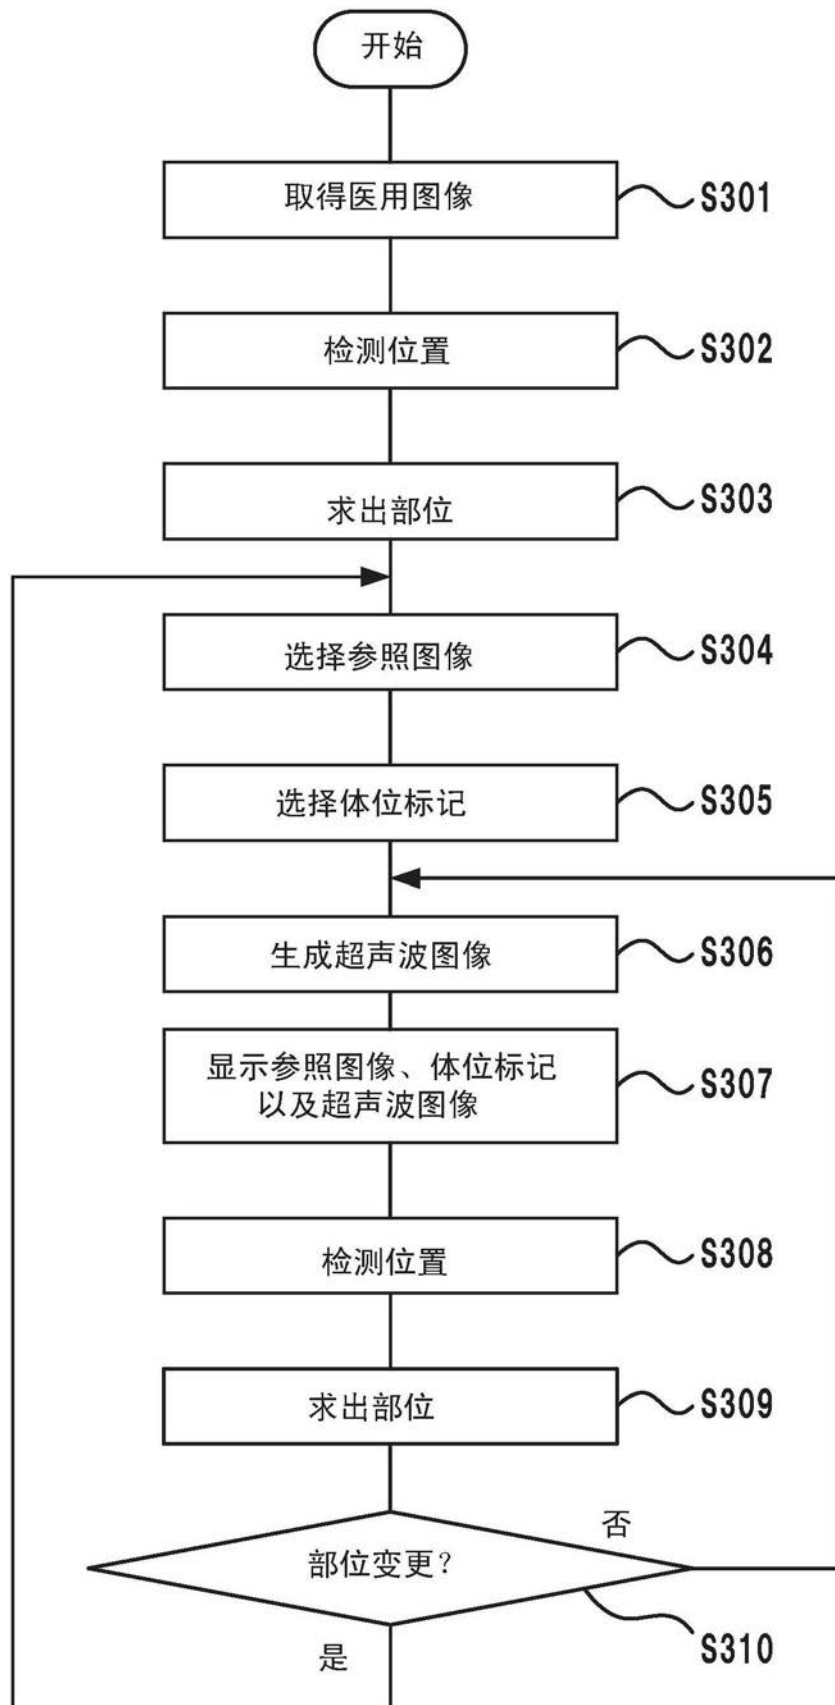 开始
取得医用图像
S301
检测位置
S302
求出部位
S303
选择参照图像
S304
选择体位标记
S305
生成超声波图像
S306
显示参照图像、体位标记
以及超声波图像
S307
检测位置
S308
求出部位
S309
否
部位变更?
S310
是